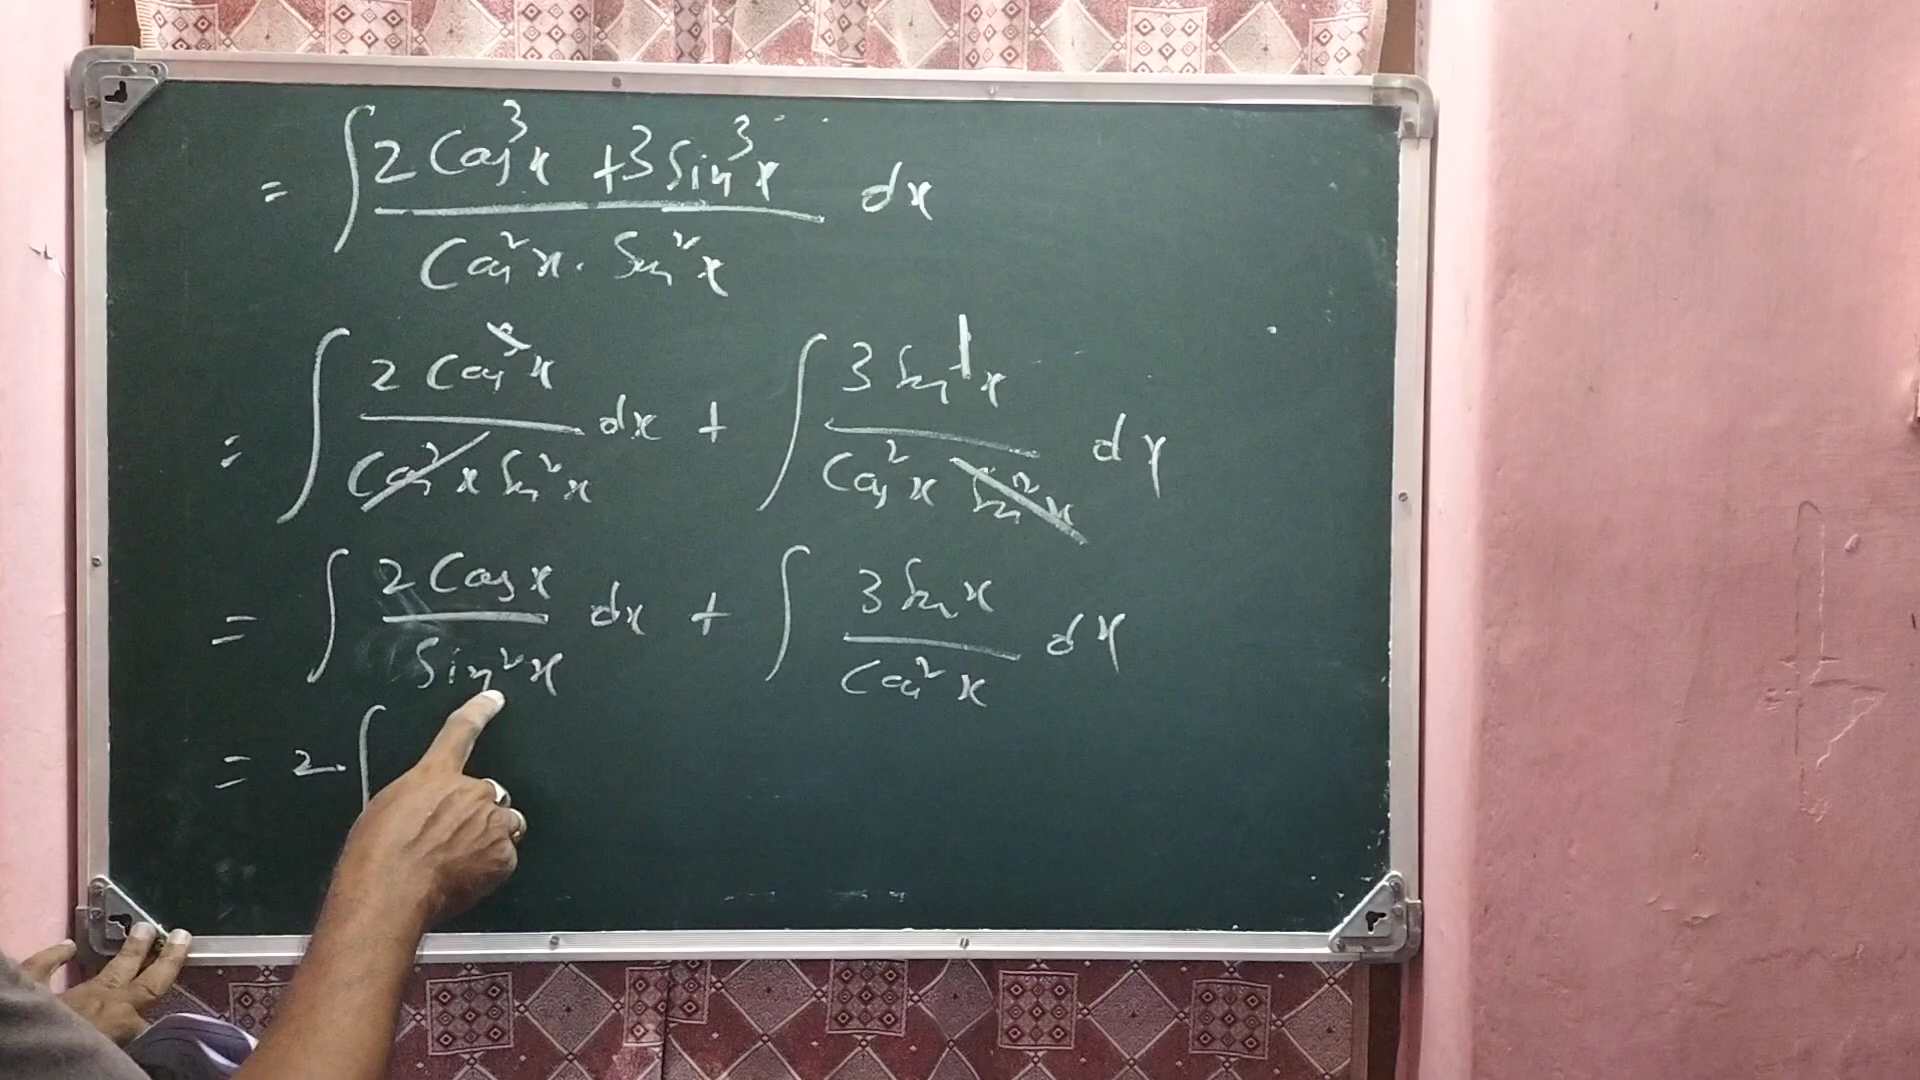 = ∫ (2 Cos³x + 3 Sin³x) / (Cos²x · Sin²x) dx
= ∫ (2 Cos³x) / (Cos²x Sin²x) dx + ∫ (3 Sin¹x) / (Cos²x Sin²x) dx
= ∫ (2 Cos x) / (Sin²x) dx + ∫ (3 Sin x) / (Cos²x) dx
= 2 · ∫